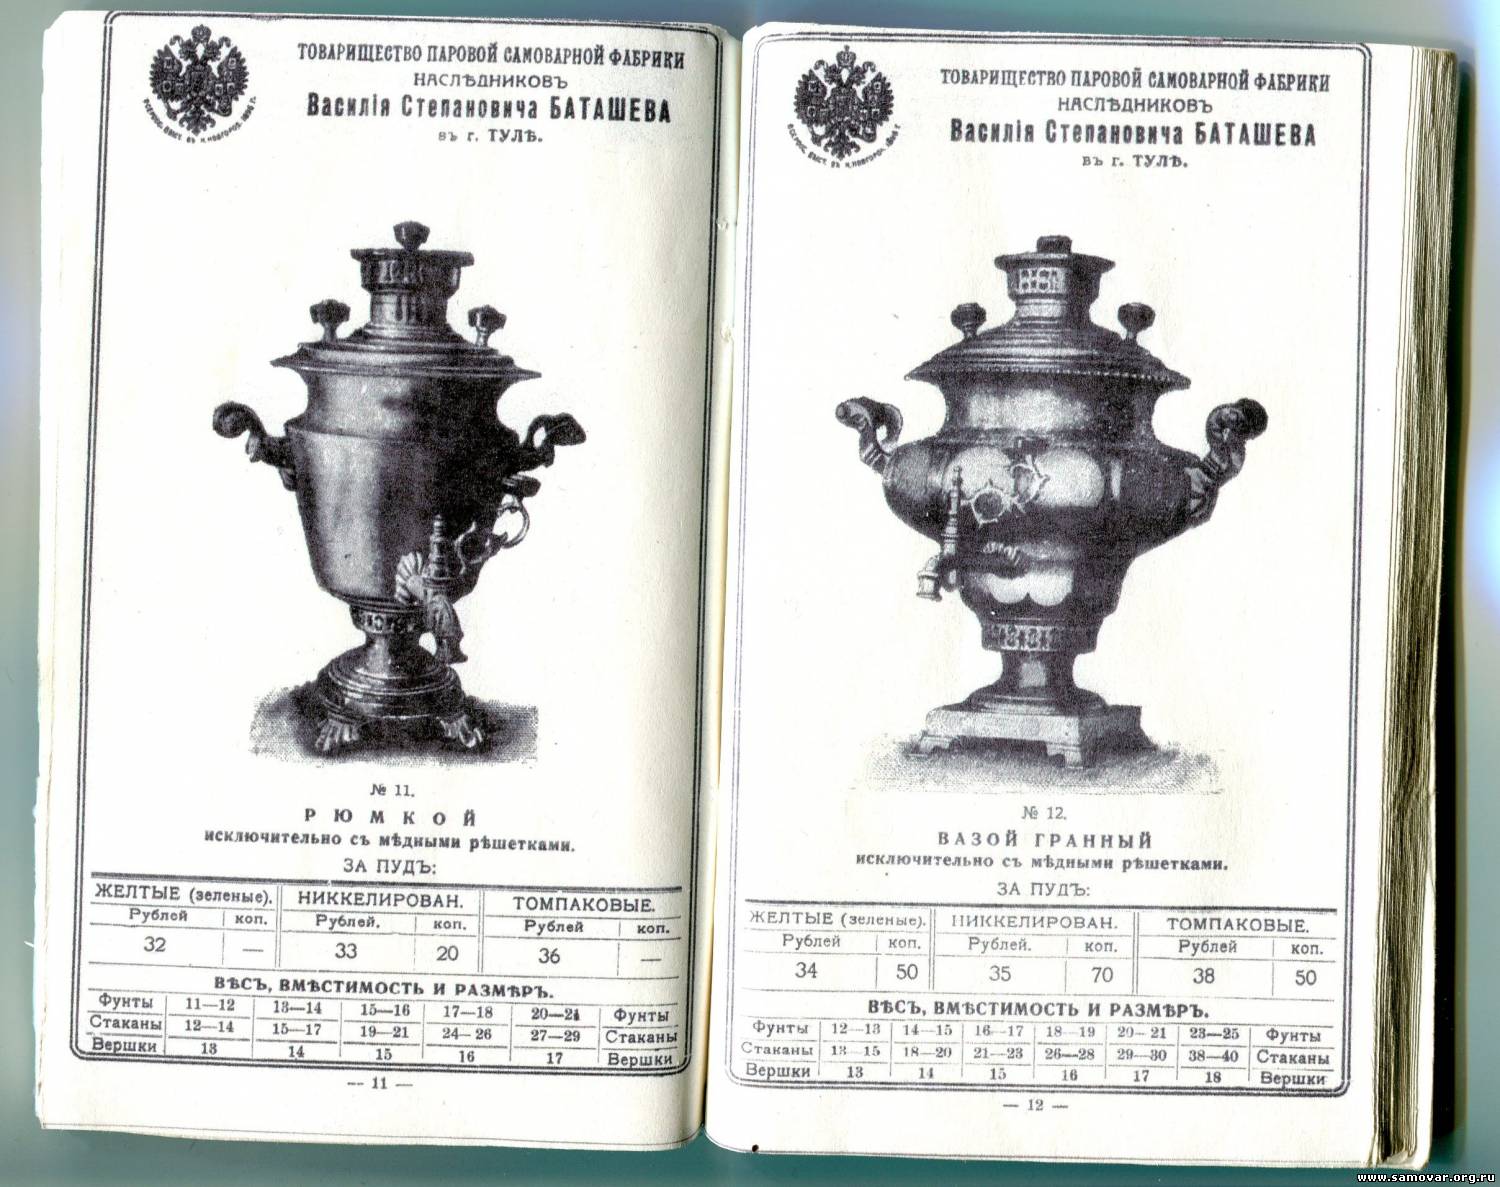 ТОВАРИЩЕСТВО ПАРОВОЙ САМОВАРНОЙ ФАБРИКИ
НАСЛѢДНИКОВЪ
Василія Степановича БАТАШЕВА
въ г. ТУЛѢ.
№ 11.
РЮМКОЙ
исключительно съ мѣдными рѣшетками.
ЗА ПУДЪ:
ЖЕЛТЫЕ (зеленые). НИККЕЛИРОВАН. ТОМПАКОВЫЕ.
Рублей коп. Рублей. коп. Рублей коп.
32 — 33 20 36 —
ВѢСЪ, ВМѢСТИМОСТЬ И РАЗМѢРЪ.
Фунты 11—12 13—14 15—16 17—18 20—21 Фунты
Стаканы 12—14 15—17 19—21 24—26 27—29 Стаканы
Вершки 13 14 15 16 17 Вершки
— 11 —
ТОВАРИЩЕСТВО ПАРОВОЙ САМОВАРНОЙ ФАБРИКИ
НАСЛѢДНИКОВЪ
Василія Степановича БАТАШЕВА
въ г. ТУЛѢ.
№ 12.
ВАЗОЙ ГРАННЫЙ
исключительно съ мѣдными рѣшетками.
ЗА ПУДЪ:
ЖЕЛТЫЕ (зеленые). НИККЕЛИРОВАН. ТОМПАКОВЫЕ.
Рублей коп. Рублей. коп. Рублей коп.
34 50 35 70 38 50
ВѢСЪ, ВМѢСТИМОСТЬ И РАЗМѢРЪ.
Фунты 12—13 14—15 16—17 18—19 20—21 23—25 Фунты
Стаканы 13—15 18—20 21—23 26—28 29—30 38—40 Стаканы
Вершки 13 14 15 16 17 18 Вершки
— 12 —
www.samovar.org.ru